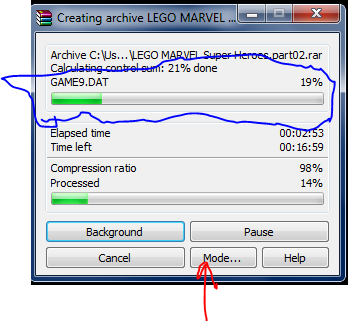 Creating archive LEGO MARVEL ...
Archive C:\Us...\LEGO MARVEL Super Heroes.part02.rar
Calculating control sum: 21% done
GAME9.DAT 19%
Elapsed time 00:02:53
Time left 00:16:59
Compression ratio 98%
Processed 14%
Background Pause
Cancel Mode... Help